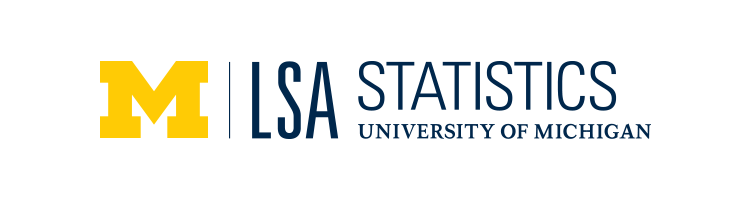 M LSA STATISTICS
UNIVERSITY OF MICHIGAN